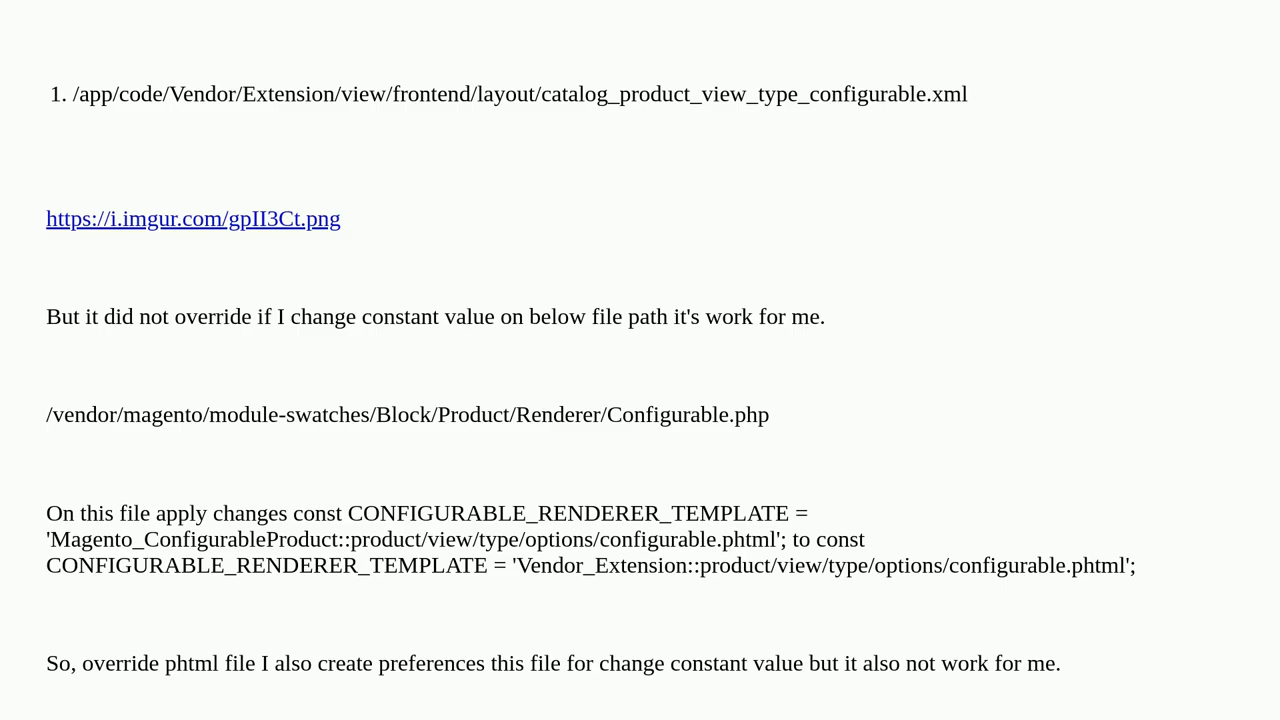 1. /app/code/Vendor/Extension/view/frontend/layout/catalog_product_view_type_configurable.xml
https://i.imgur.com/gpII3Ct.png
But it did not override if I change constant value on below file path it's work for me.
/vendor/magento/module-swatches/Block/Product/Renderer/Configurable.php
On this file apply changes const CONFIGURABLE_RENDERER_TEMPLATE =
'Magento_ConfigurableProduct::product/view/type/options/configurable.phtml'; to const
CONFIGURABLE_RENDERER_TEMPLATE = 'Vendor_Extension::product/view/type/options/configurable.phtml';
So, override phtml file I also create preferences this file for change constant value but it also not work for me.